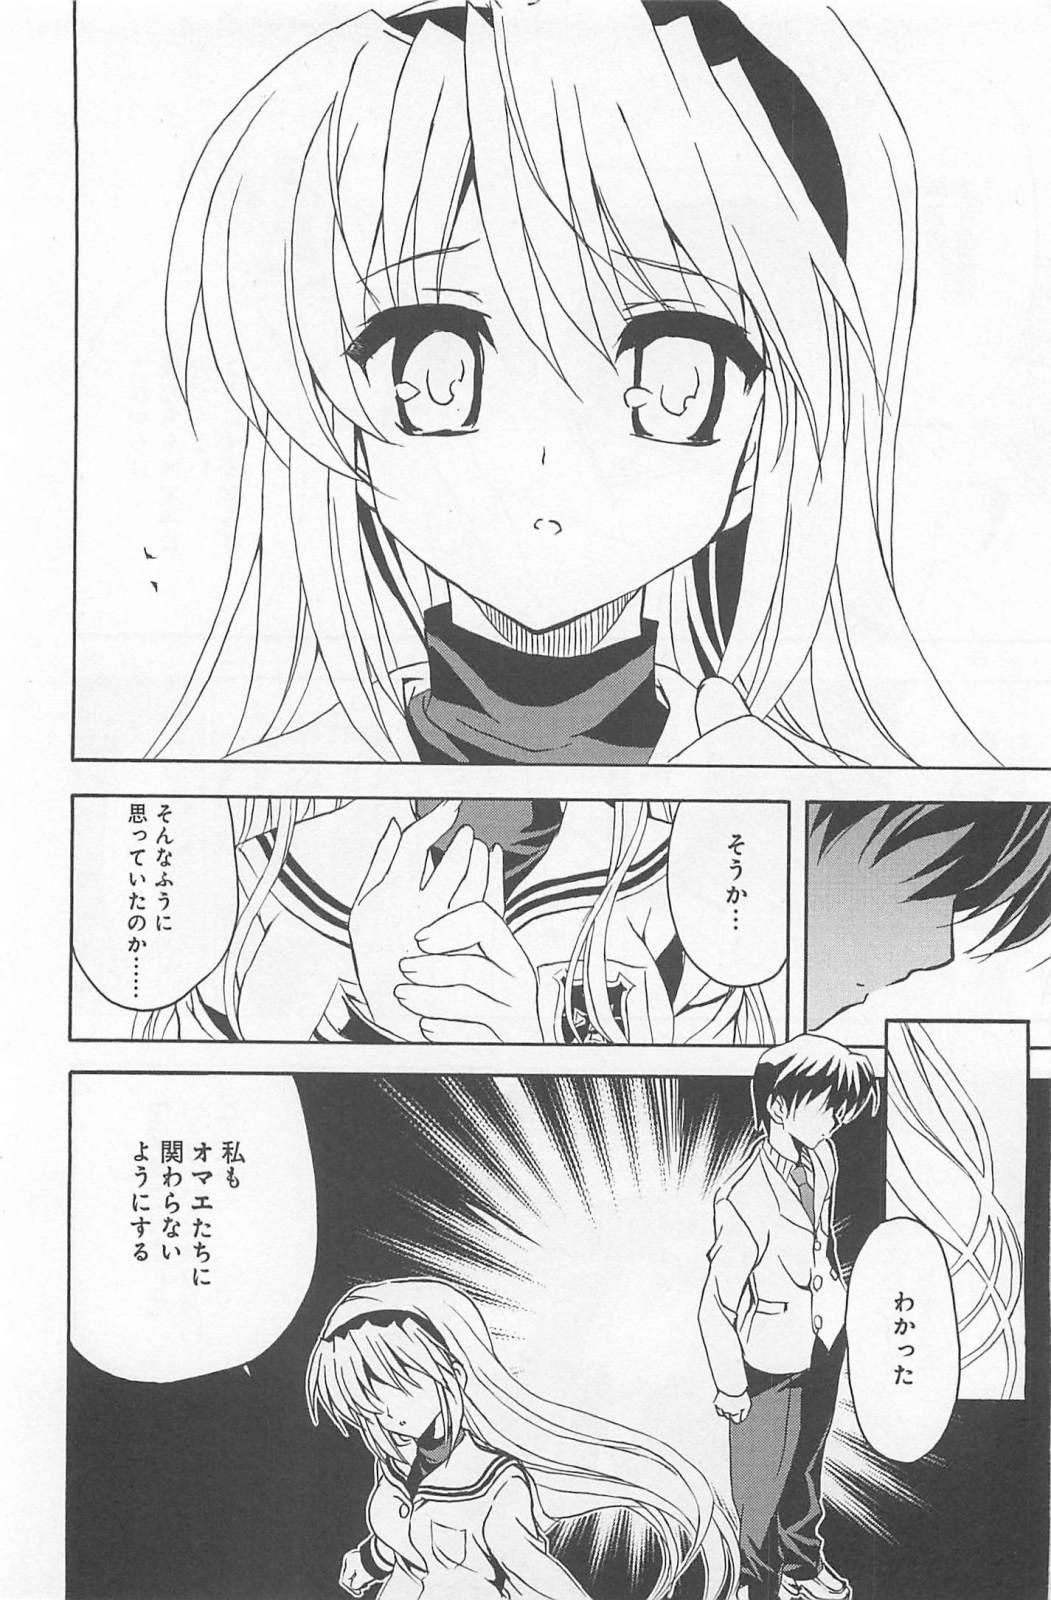 そうか…
そんなふうに
思っていたのか……
わかった
私も
オマエたちに
関わらない
ようにする